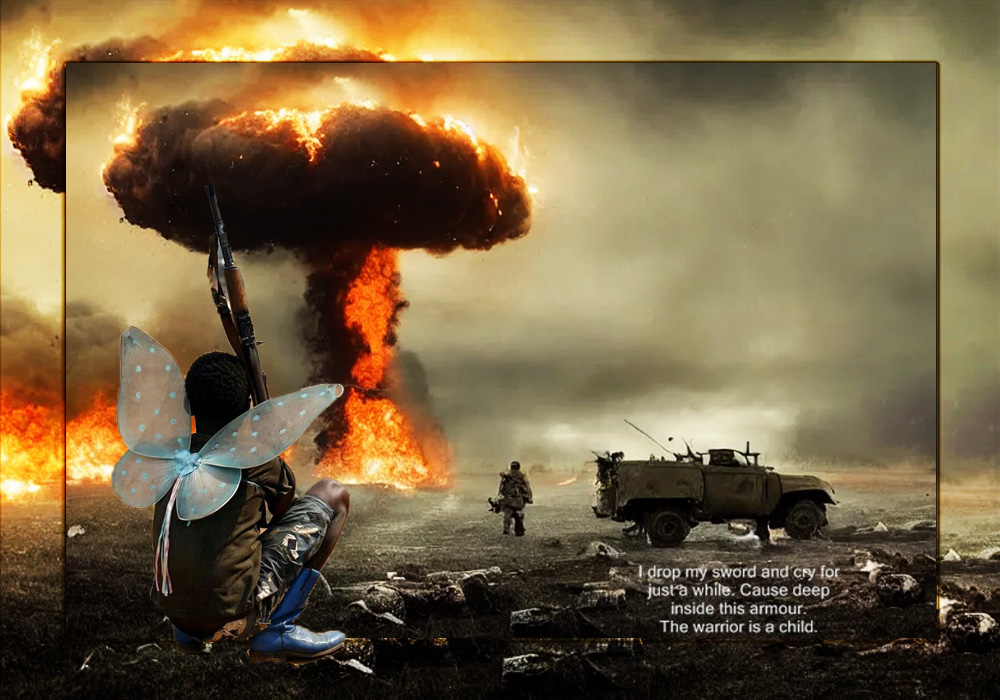 I drop my sword and cry for
just a while. Cause deep
inside this armour.
The warrior is a child.